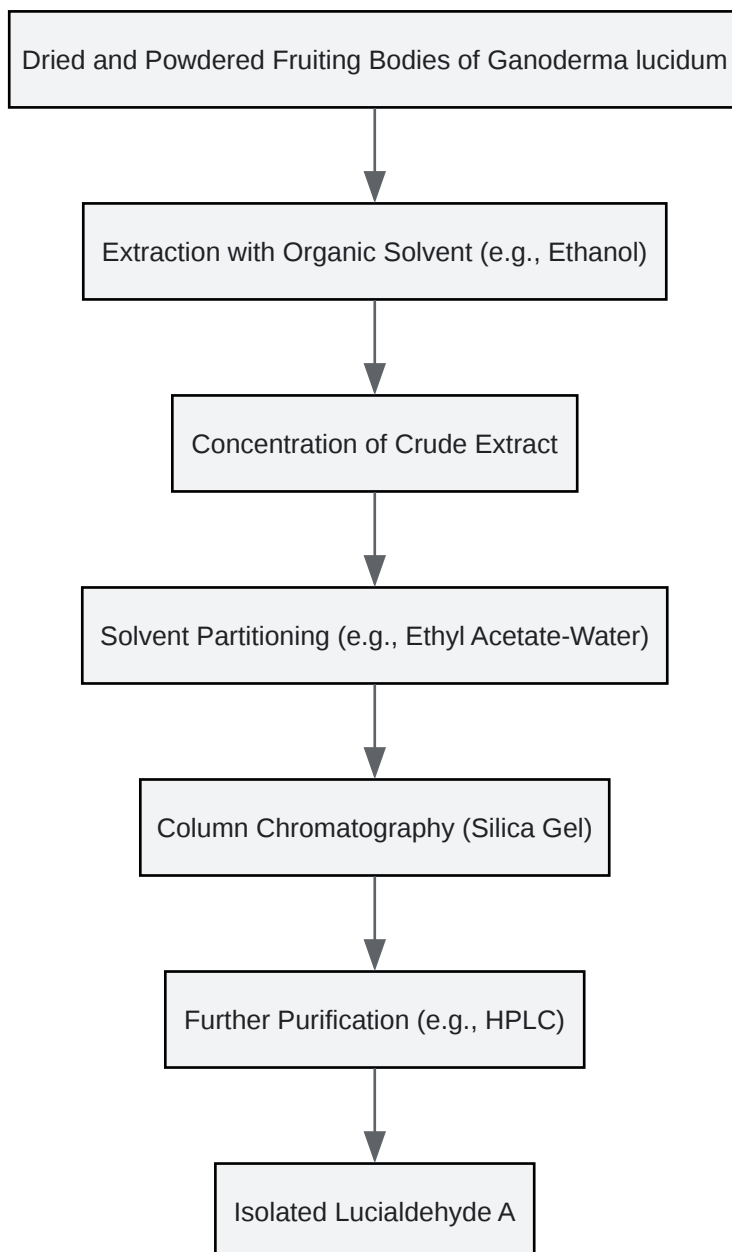 Dried and Powdered Fruiting Bodies of Ganoderma lucidum
Extraction with Organic Solvent (e.g., Ethanol)
Concentration of Crude Extract
Solvent Partitioning (e.g., Ethyl Acetate-Water)
Column Chromatography (Silica Gel)
Further Purification (e.g., HPLC)
Isolated Lucialdehyde A